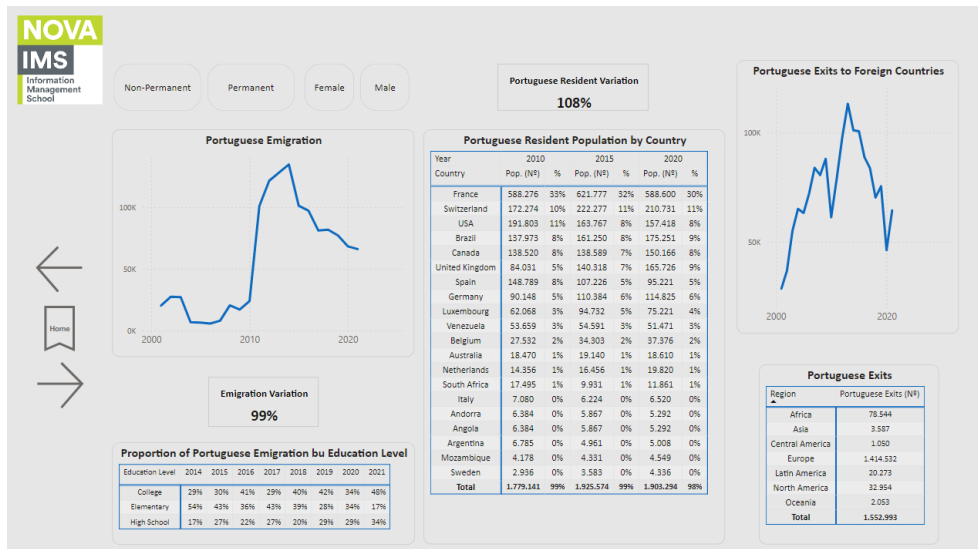 NOVA
IMS
Information
Management
School
Non-Permanent
Permanent
Female
Male
Portuguese Resident Variation
108%
Portuguese Exits to Foreign Countries
100K
50K
2000 2020
Portuguese Emigration
100K
50K
0K
2000 2010 2020
Portuguese Resident Population by Country
Year 2010 2015 2020
Country Pop. (Nº) % Pop. (Nº) % Pop. (Nº) %
France 588.276 33% 621.777 32% 588.600 30%
Switzerland 172.274 10% 222.277 11% 210.731 11%
USA 191.803 11% 163.767 8% 157.418 8%
Brazil 137.973 8% 161.250 8% 175.251 9%
Canada 138.520 8% 138.589 7% 150.166 8%
United Kingdom 84.031 5% 140.318 7% 165.726 9%
Spain 148.789 8% 107.226 5% 95.221 5%
Germany 90.148 5% 110.384 6% 114.825 6%
Luxembourg 62.068 3% 94.732 5% 75.221 4%
Venezuela 53.659 3% 54.591 3% 51.471 3%
Belgium 27.532 2% 34.303 2% 37.376 2%
Australia 18.470 1% 19.140 1% 18.610 1%
Netherlands 14.356 1% 16.456 1% 19.820 1%
South Africa 17.495 1% 9.931 1% 11.861 1%
Italy 7.080 0% 6.224 0% 6.520 0%
Andorra 6.384 0% 5.867 0% 5.292 0%
Angola 6.384 0% 5.867 0% 5.292 0%
Argentina 6.785 0% 4.961 0% 5.008 0%
Mozambique 4.178 0% 4.331 0% 4.549 0%
Sweden 2.936 0% 3.583 0% 4.336 0%
Total 1.779.141 99% 1.925.574 99% 1.903.294 98%
Home
Emigration Variation
99%
Proportion of Portuguese Emigration bu Education Level
Education Level 2014 2015 2016 2017 2018 2019 2020 2021
College 29% 30% 41% 29% 40% 42% 34% 48%
Elementary 54% 43% 36% 43% 39% 28% 34% 17%
High School 17% 27% 22% 27% 20% 29% 29% 34%
Portuguese Exits
Region Portuguese Exits (Nº)
Africa 78.544
Asia 3.587
Central America 1.050
Europe 1.414.532
Latin America 20.273
North America 32.954
Oceania 2.053
Total 1.552.993